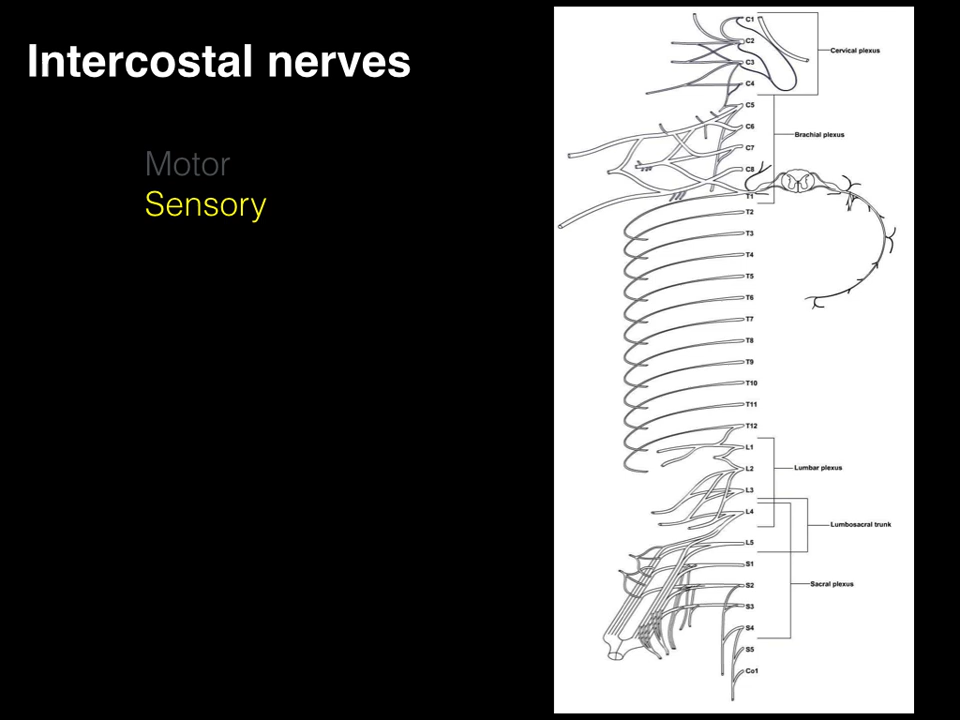 Intercostal nerves
Motor
Sensory
C1
C2
Cervical plexus
C3
C4
C5
C6
Brachial plexus
C7
C8
T1
T2
T3
T4
T5
T6
T7
T8
T9
T10
T11
T12
L1
Lumbar plexus
L2
L3
L4
Lumbosacral trunk
L5
S1
Sacral plexus
S2
S3
S4
S5
Co1